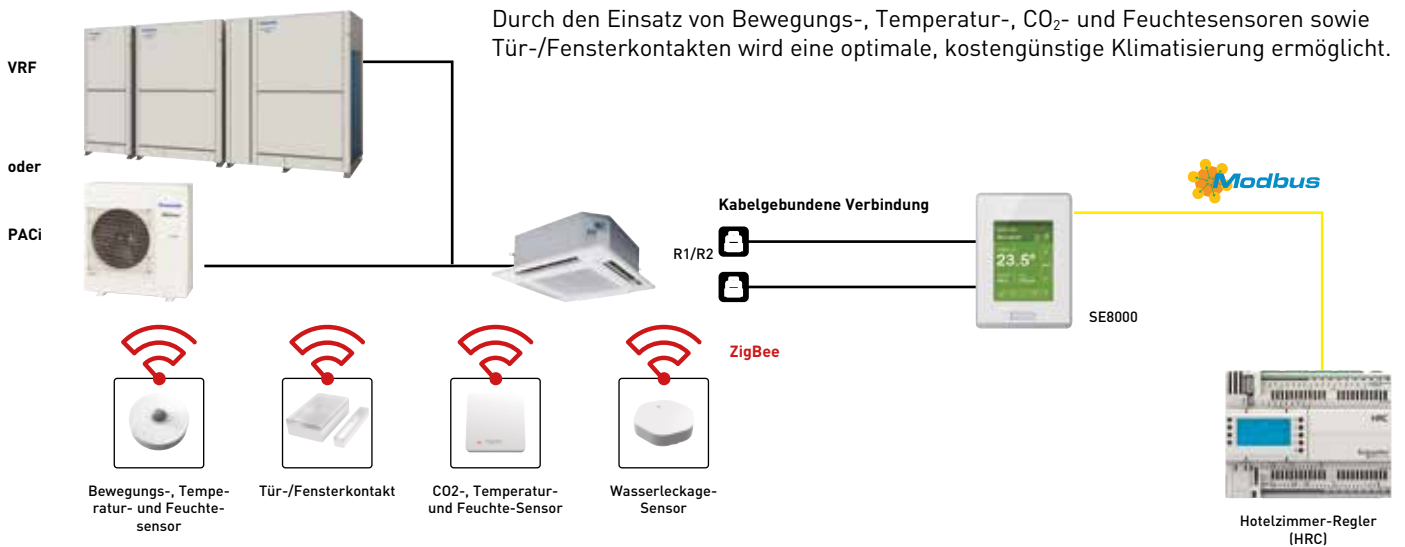 Durch den Einsatz von Bewegungs-, Temperatur-, CO₂- und Feuchtesensoren sowie
Tür-/Fensterkontakten wird eine optimale, kostengünstige Klimatisierung ermöglicht.
VRF
oder
PACi
Kabelgebundene Verbindung
R1/R2
Modbus
23.5°
SE8000
ZigBee
HRC
Bewegungs-, Tempe-
ratur- und Feuchte-
sensor
Tür-/Fensterkontakt
CO2-, Temperatur-
und Feuchte-Sensor
Wasserleckage-
Sensor
Hotelzimmer-Regler
(HRC)